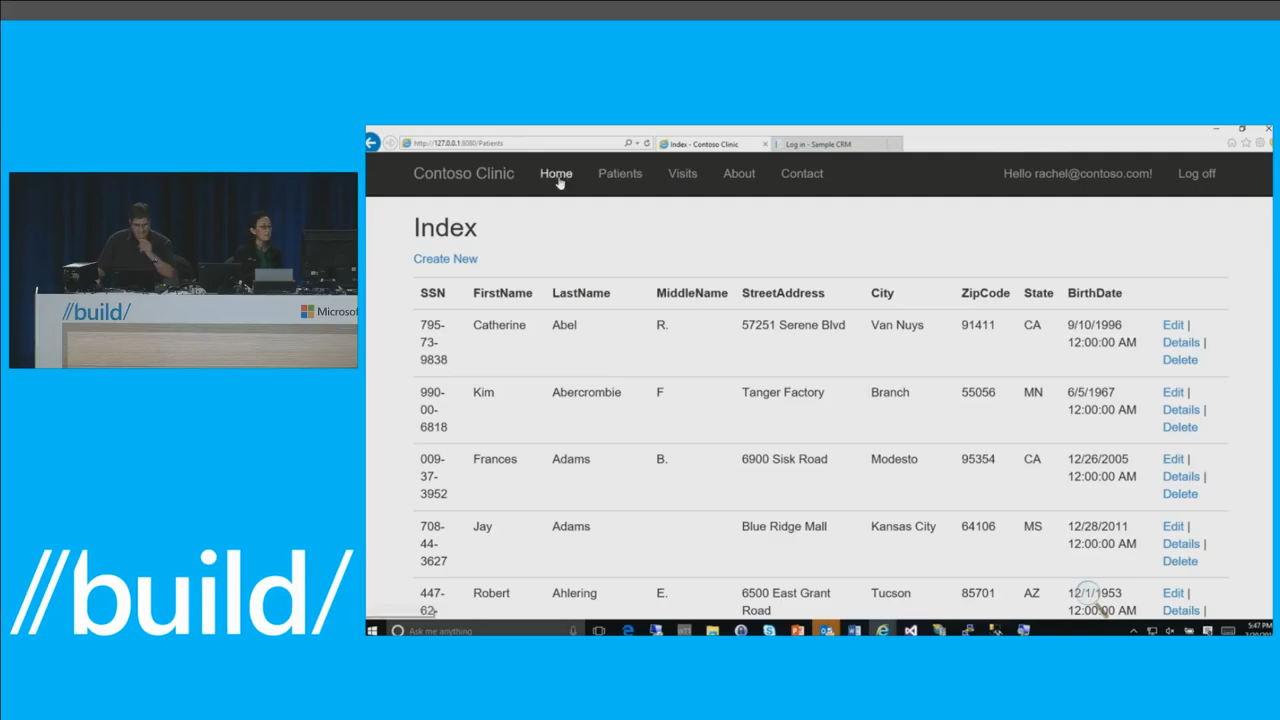 //build/
Microsoft
//build/
http://127.0.0.1:8080/Patients
Index - Contoso Clinic
Log in - Sample CRM
Contoso Clinic Home Patients Visits About Contact Hello rachel@contoso.com! Log off
Index
Create New
SSN FirstName LastName MiddleName StreetAddress City ZipCode State BirthDate
795- Catherine Abel R. 57251 Serene Blvd Van Nuys 91411 CA 9/10/1996 Edit |
73- 12:00:00 AM Details |
9838 Delete
990- Kim Abercrombie F Tanger Factory Branch 55056 MN 6/5/1967 Edit |
00- 12:00:00 AM Details |
6818 Delete
009- Frances Adams B. 6900 Sisk Road Modesto 95354 CA 12/26/2005 Edit |
37- 12:00:00 AM Details |
3952 Delete
708- Jay Adams Blue Ridge Mall Kansas City 64106 MS 12/28/2011 Edit |
44- 12:00:00 AM Details |
3627 Delete
447- Robert Ahlering E. 6500 East Grant Tucson 85701 AZ 12/1/1953 Edit |
62- Road 12:00:00 AM Details |
Ask me anything
5:47 PM